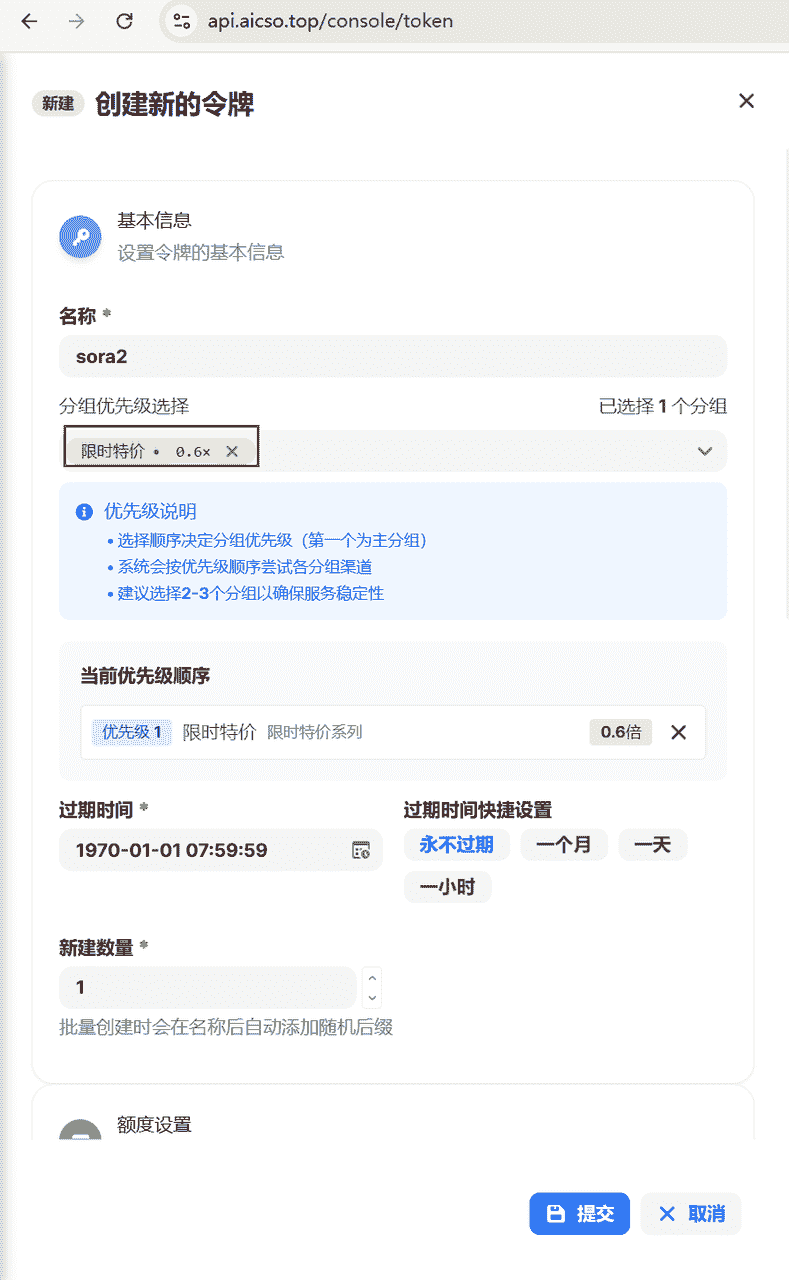 api.aicso.top/console/token
新建 创建新的令牌
基本信息
设置令牌的基本信息
名称 *
sora2
分组优先级选择 已选择 1 个分组
限时特价 • 0.6×
优先级说明
• 选择顺序决定分组优先级（第一个为主分组）
• 系统会按优先级顺序尝试各分组渠道
• 建议选择2-3个分组以确保服务稳定性
当前优先级顺序
优先级 1 限时特价 限时特价系列 0.6倍
过期时间 * 过期时间快捷设置
1970-01-01 07:59:59 永不过期 一个月 一天
一小时
新建数量 *
1
批量创建时会在名称后自动添加随机后缀
额度设置
提交 取消